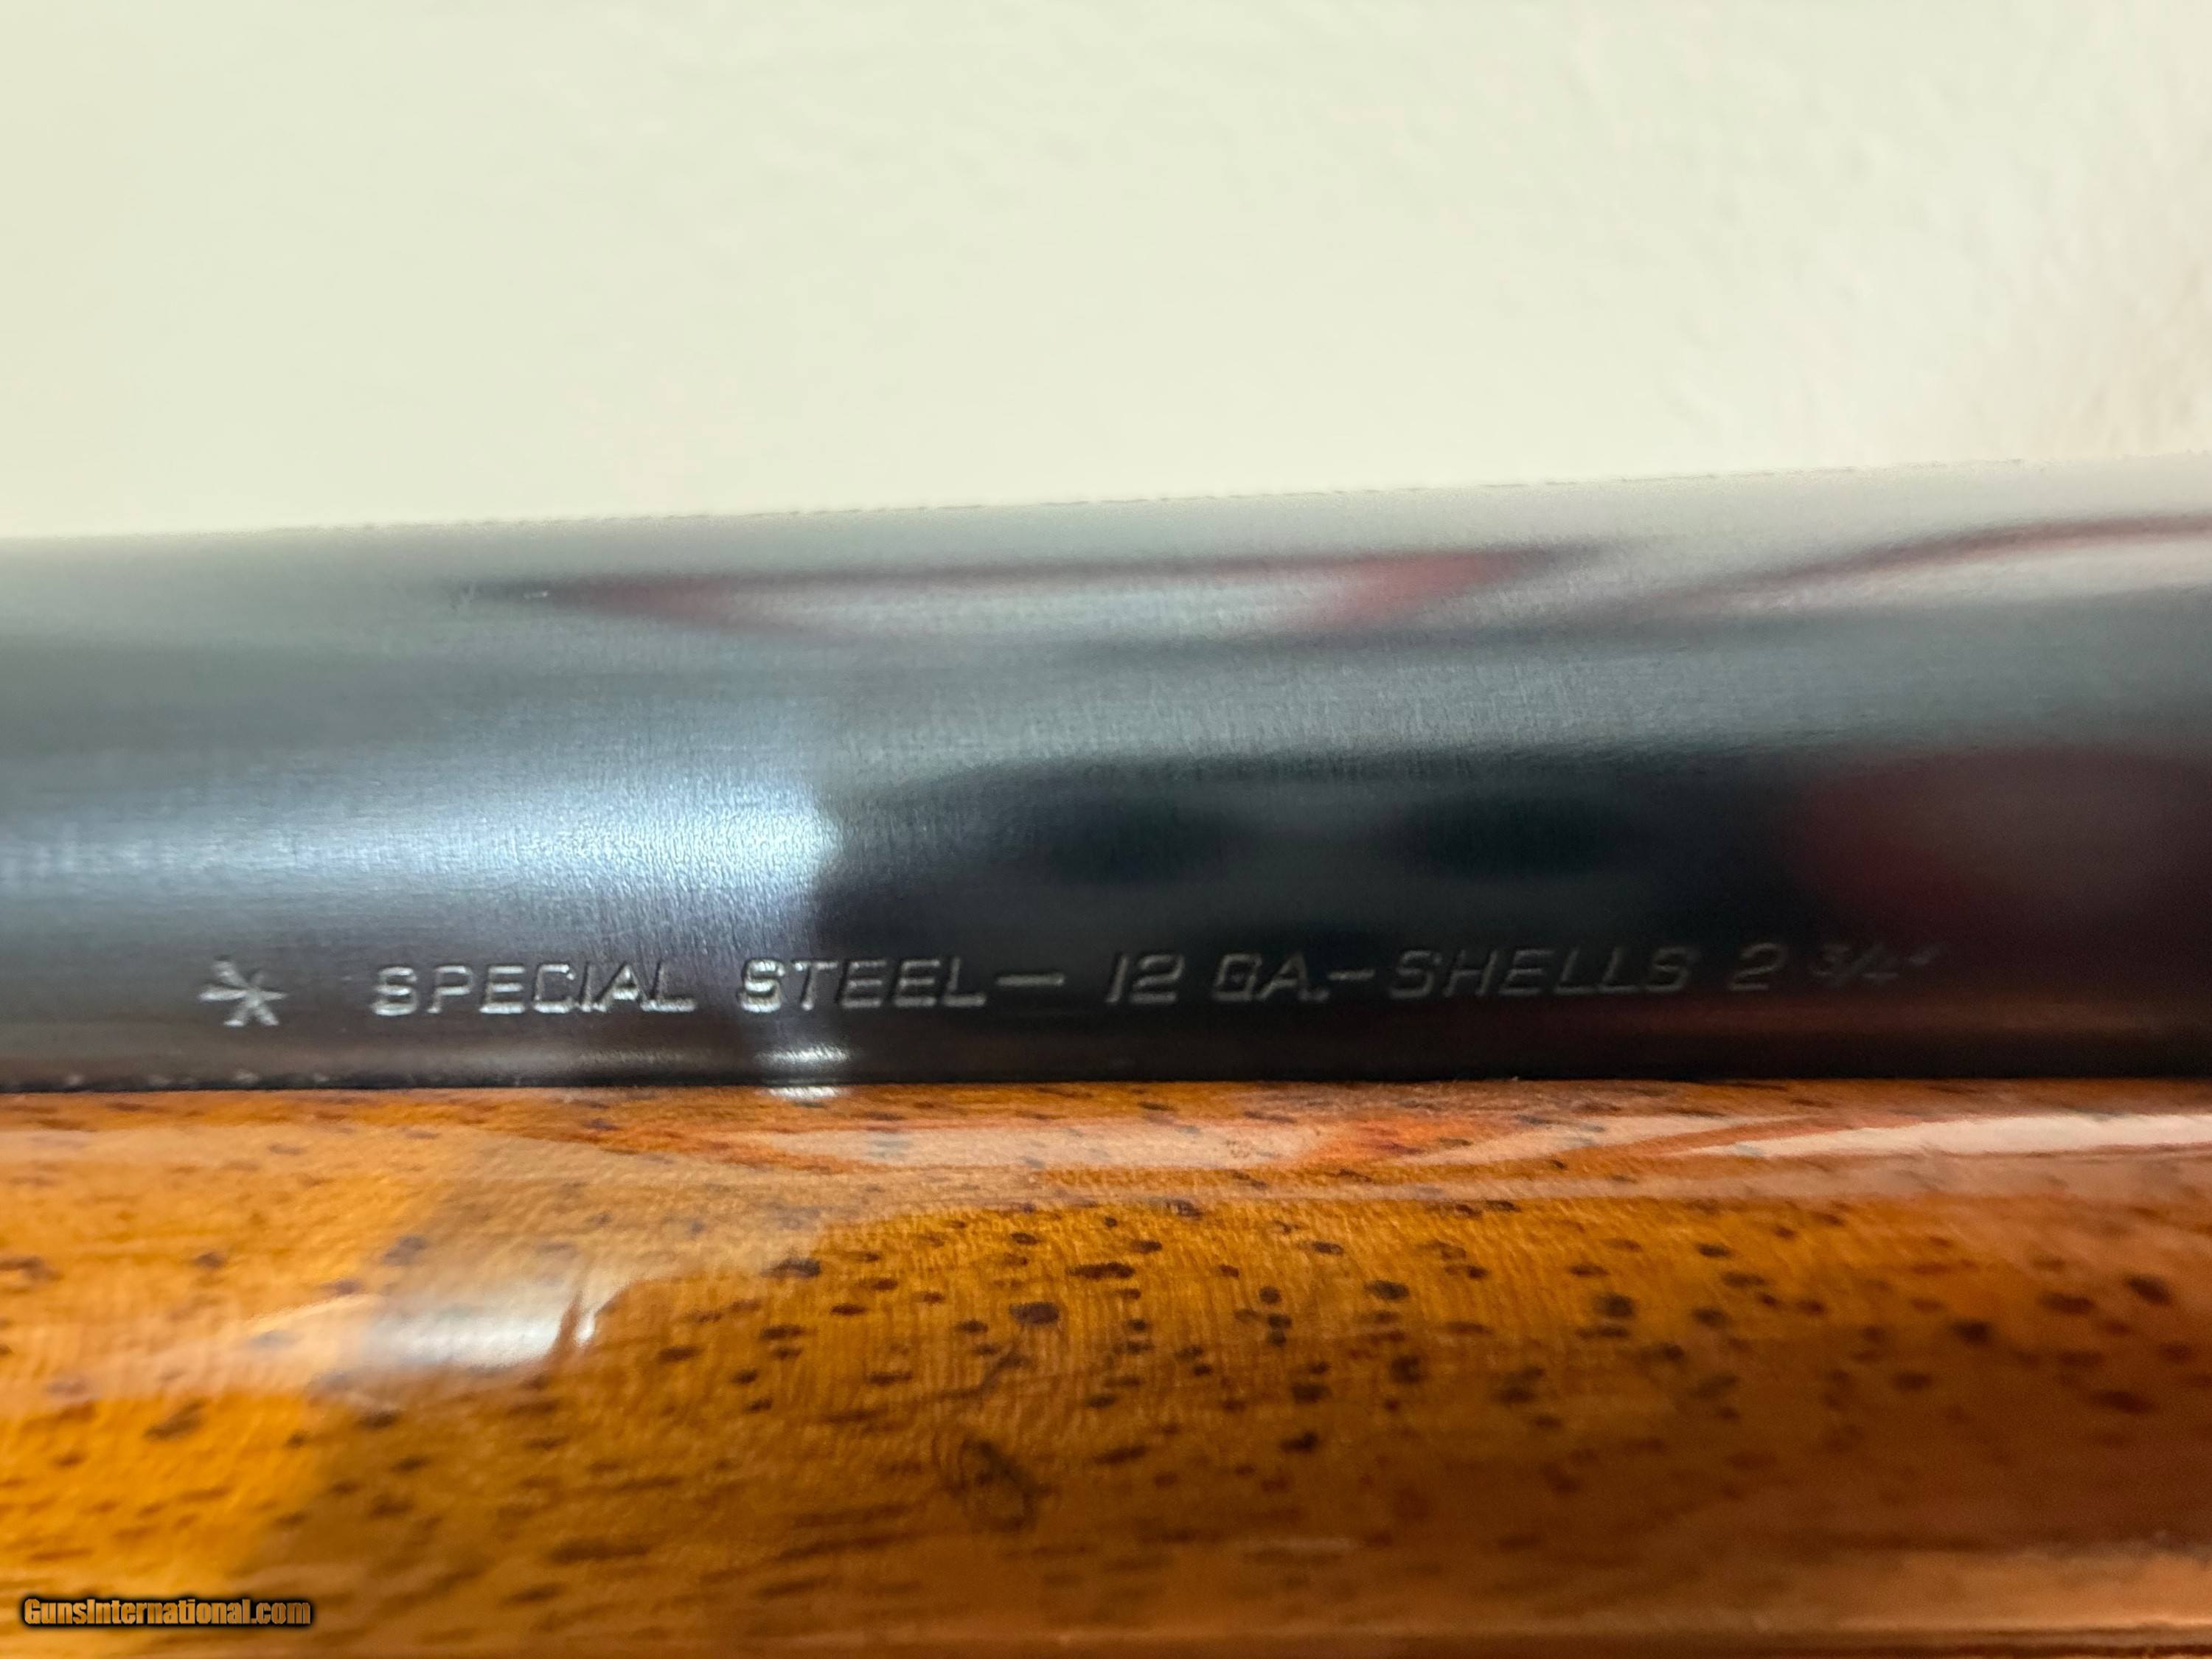 * SPECIAL STEEL— 12 GA.-SHELLS 2 3/4"
GunsInternational.com